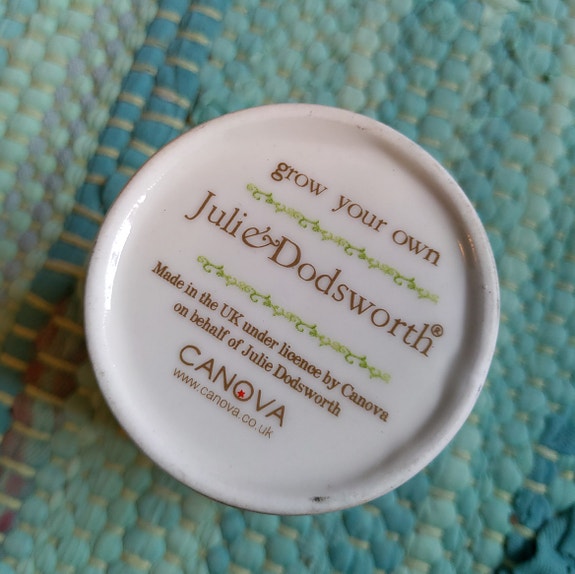 grow your own
Julie Dodsworth®
Made in the UK under licence by Canova
on behalf of Julie Dodsworth
CANOVA
www.canova.co.uk